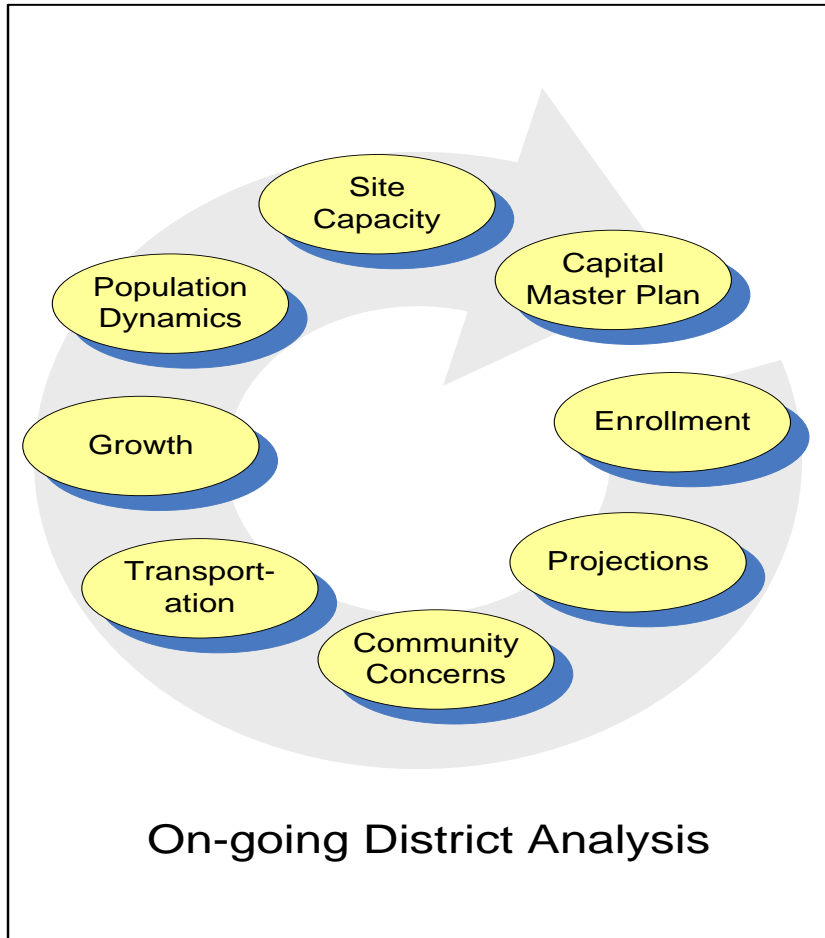 Site
Capacity
Capital
Master Plan
Population
Dynamics
Enrollment
Growth
Projections
Transport-
ation
Community
Concerns
On-going District Analysis